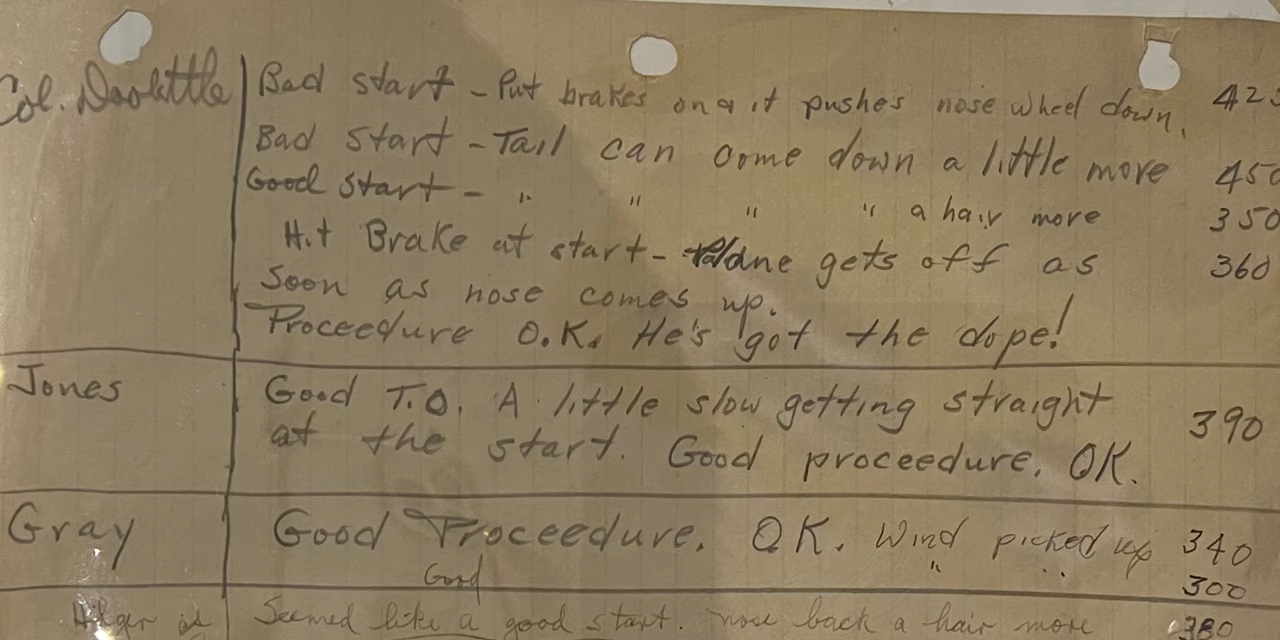 Col. Doolittle Bad start - Put brakes on & it pushes nose wheel down.
Bad start - Tail can come down a little more 450
Good start - " " " " a hair more 350
Hit Brake at start - Plane gets off as 360
soon as nose comes up.
Proceedure O.K. He's got the dope!
Jones Good T.O. A little slow getting straight 390
at the start. Good proceedure. OK.
Gray Good Proceedure. OK. Wind picked up 340
Good " " 300
Hilger Seemed like a good start. nose back a hair more 380